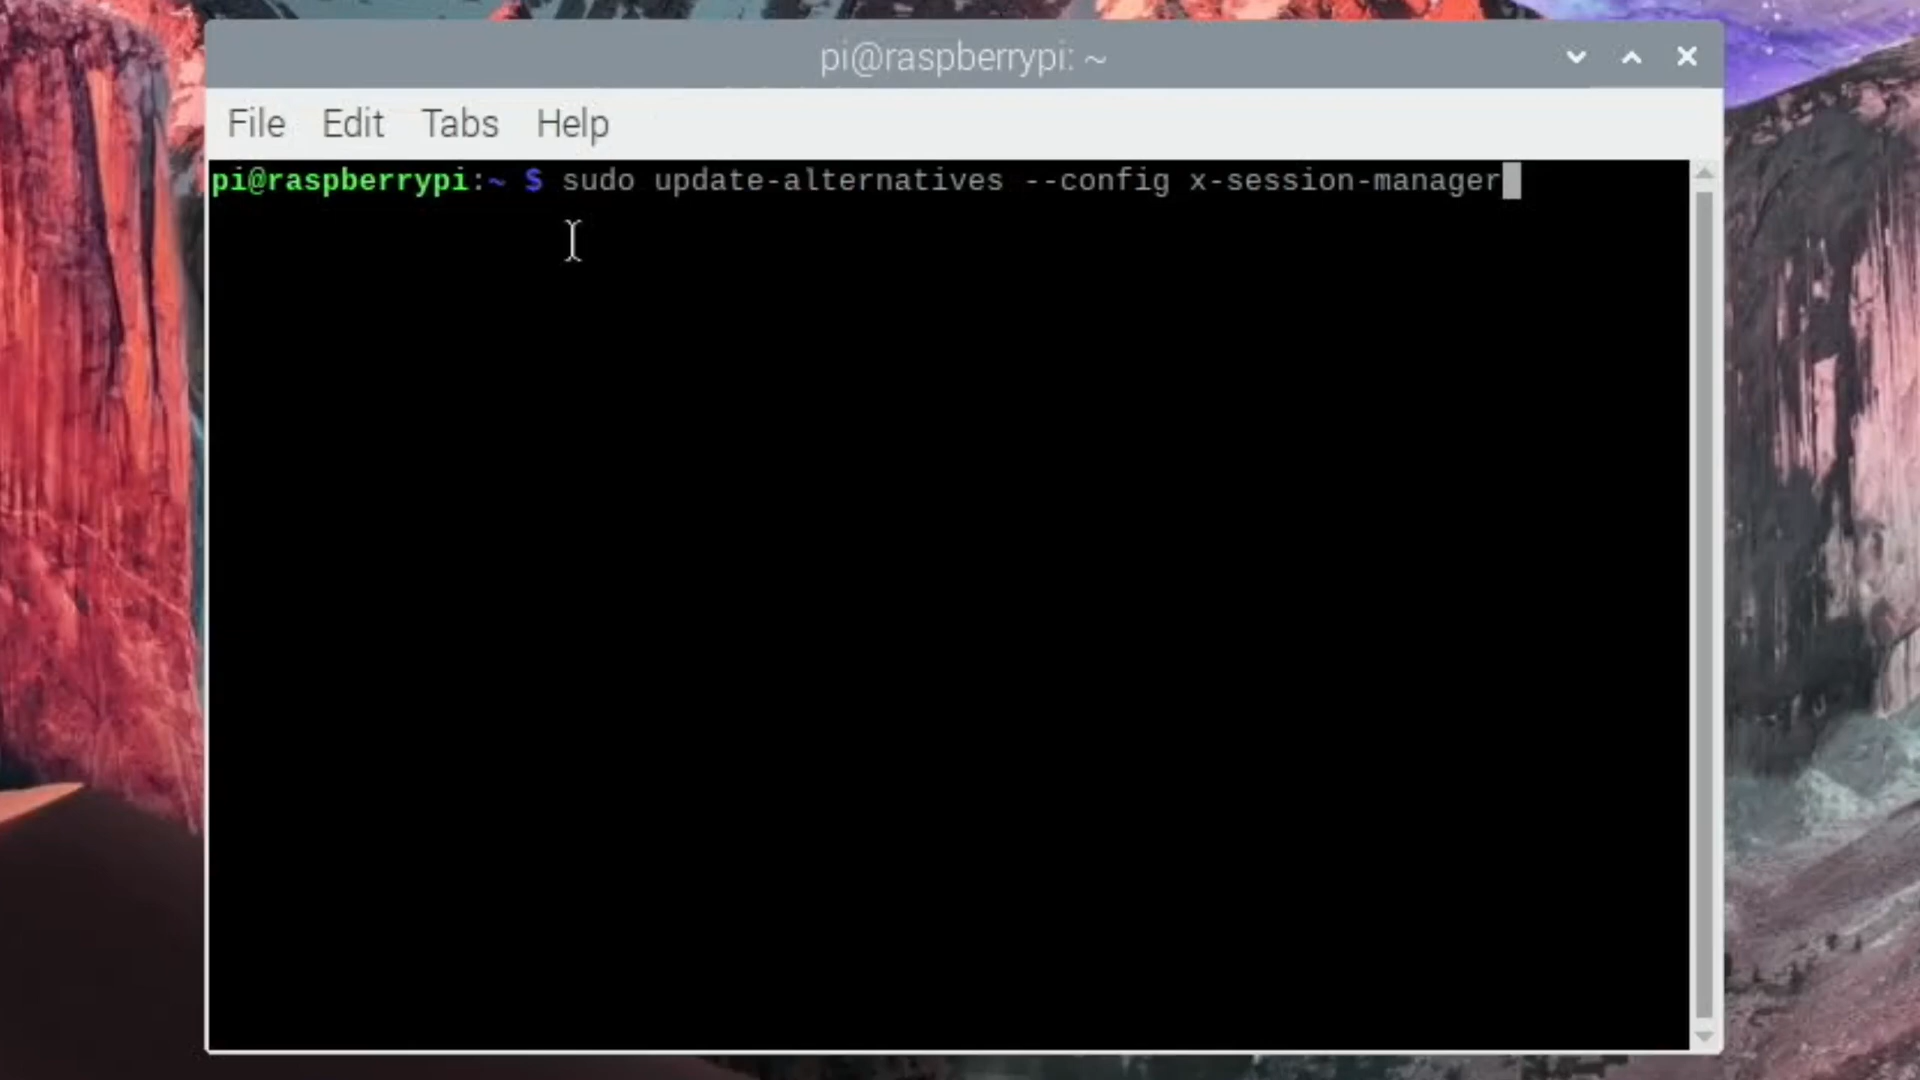 pi@raspberrypi: ~
File Edit Tabs Help
pi@raspberrypi:~ $ sudo update-alternatives --config x-session-manager